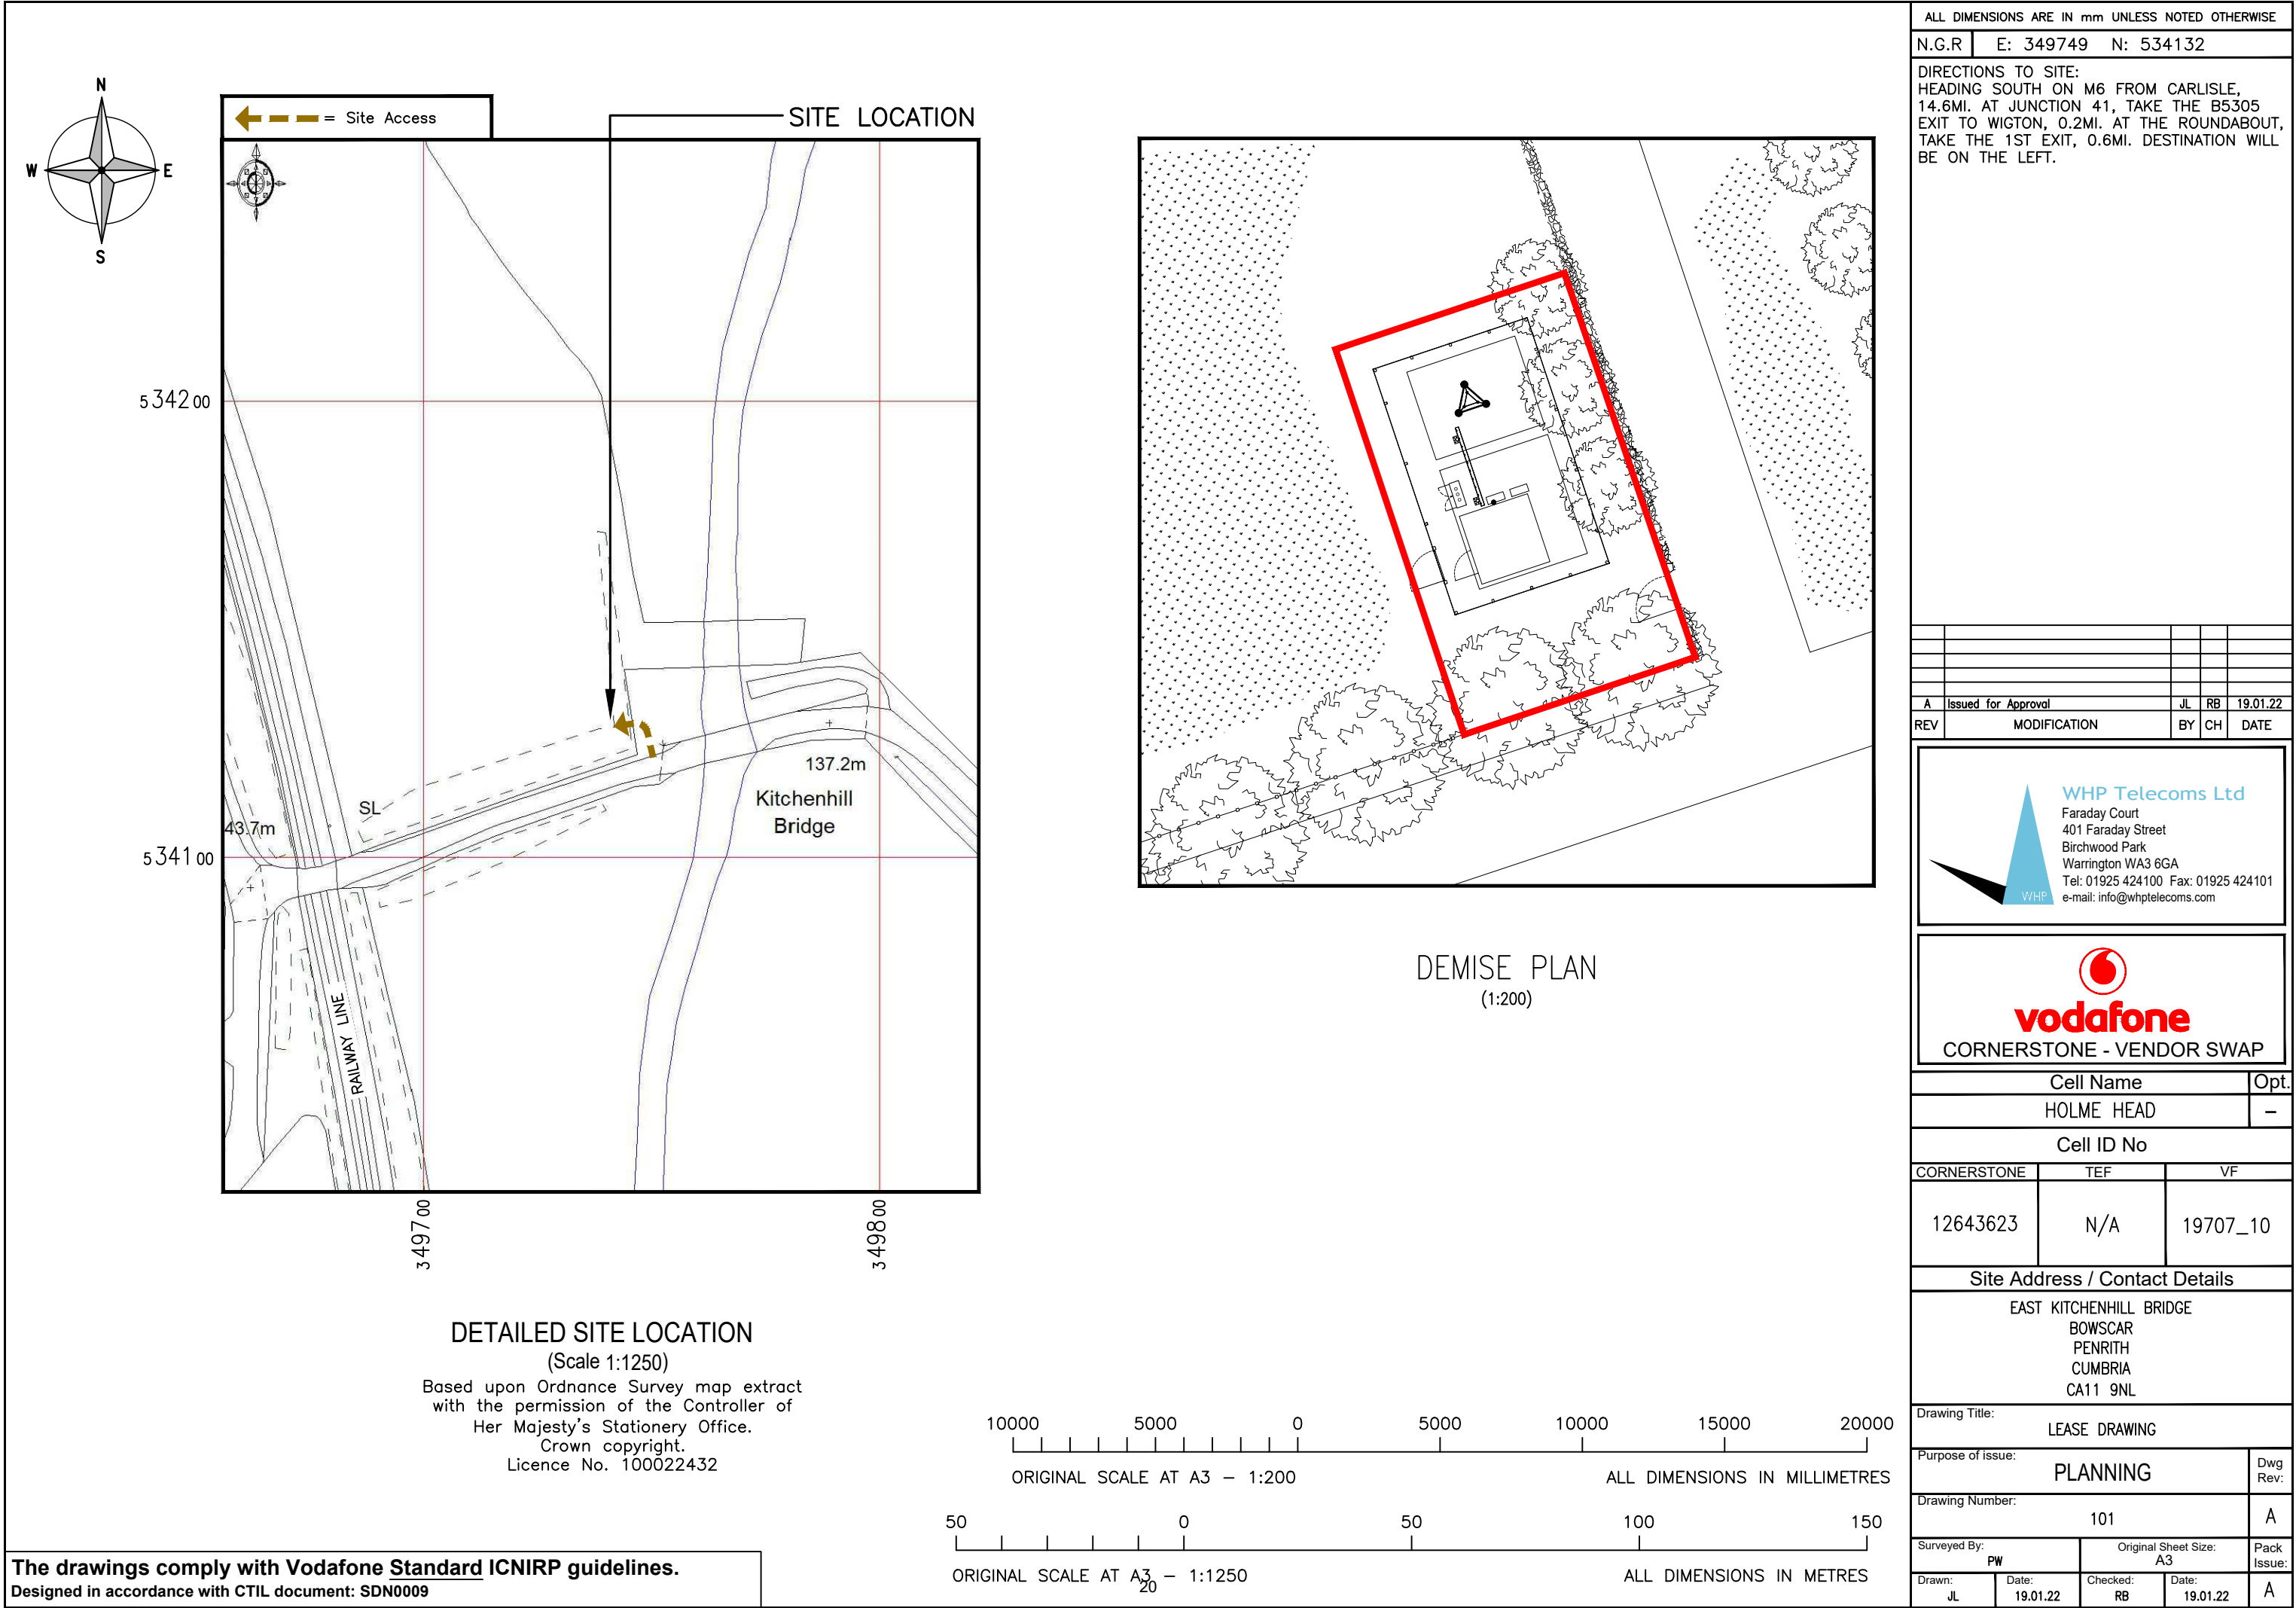 N
W
E
S
= Site Access
SITE LOCATION
534200
534100
SL
43.7m
137.2m
Kitchenhill
Bridge
RAILWAY LINE
349700
349800
DETAILED SITE LOCATION
(Scale 1:1250)
Based upon Ordnance Survey map extract
with the permission of the Controller of
Her Majesty's Stationery Office.
Crown copyright.
Licence No. 100022432
DEMISE PLAN
(1:200)
10000 5000 0 5000 10000 15000 20000
ORIGINAL SCALE AT A3 – 1:200 ALL DIMENSIONS IN MILLIMETRES
50 0 50 100 150
ORIGINAL SCALE AT A3 – 1:1250 ALL DIMENSIONS IN METRES
20
The drawings comply with Vodafone Standard ICNIRP guidelines.
Designed in accordance with CTIL document: SDN0009
ALL DIMENSIONS ARE IN mm UNLESS NOTED OTHERWISE
N.G.R E: 349749 N: 534132
DIRECTIONS TO SITE:
HEADING SOUTH ON M6 FROM CARLISLE,
14.6MI. AT JUNCTION 41, TAKE THE B5305
EXIT TO WIGTON, 0.2MI. AT THE ROUNDABOUT,
TAKE THE 1ST EXIT, 0.6MI. DESTINATION WILL
BE ON THE LEFT.
A Issued for Approval JL RB 19.01.22
REV MODIFICATION BY CH DATE
WHP Telecoms Ltd
Faraday Court
401 Faraday Street
Birchwood Park
Warrington WA3 6GA
Tel: 01925 424100 Fax: 01925 424101
e-mail: info@whptelecoms.com
WHP
vodafone
CORNERSTONE - VENDOR SWAP
Cell Name Opt.
HOLME HEAD –
Cell ID No
CORNERSTONE TEF VF
12643623 N/A 19707_10
Site Address / Contact Details
EAST KITCHENHILL BRIDGE
BOWSCAR
PENRITH
CUMBRIA
CA11 9NL
Drawing Title:
LEASE DRAWING
Purpose of issue:
PLANNING
Dwg
Rev:
Drawing Number:
101
A
Surveyed By:
PW
Original Sheet Size:
A3
Pack
Issue:
Drawn: Date: Checked: Date:
JL 19.01.22 RB 19.01.22
A